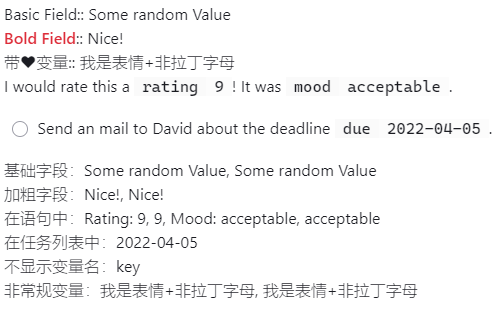 Basic Field:: Some random Value
Bold Field:: Nice!
带♥变量:: 我是表情+非拉丁字母
I would rate this a rating 9 ! It was mood acceptable .
Send an mail to David about the deadline due 2022-04-05 .
基础字段：Some random Value, Some random Value
加粗字段：Nice!, Nice!
在语句中：Rating: 9, 9, Mood: acceptable, acceptable
在任务列表中：2022-04-05
不显示变量名：key
非常规变量：我是表情+非拉丁字母, 我是表情+非拉丁字母